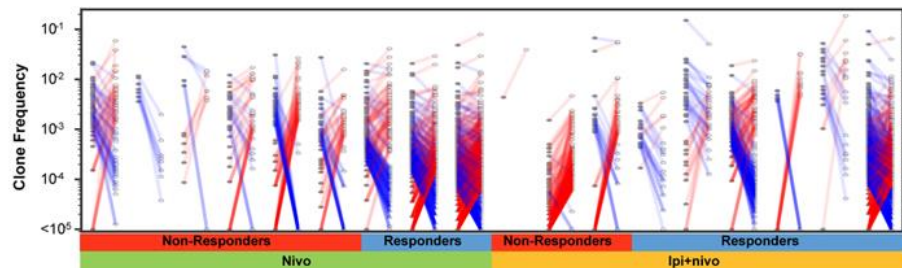 Clone Frequency
10-1
10-2
10-3
10-4
<105
Non-Responders Responders Non-Responders Responders
Nivo Ipi+nivo